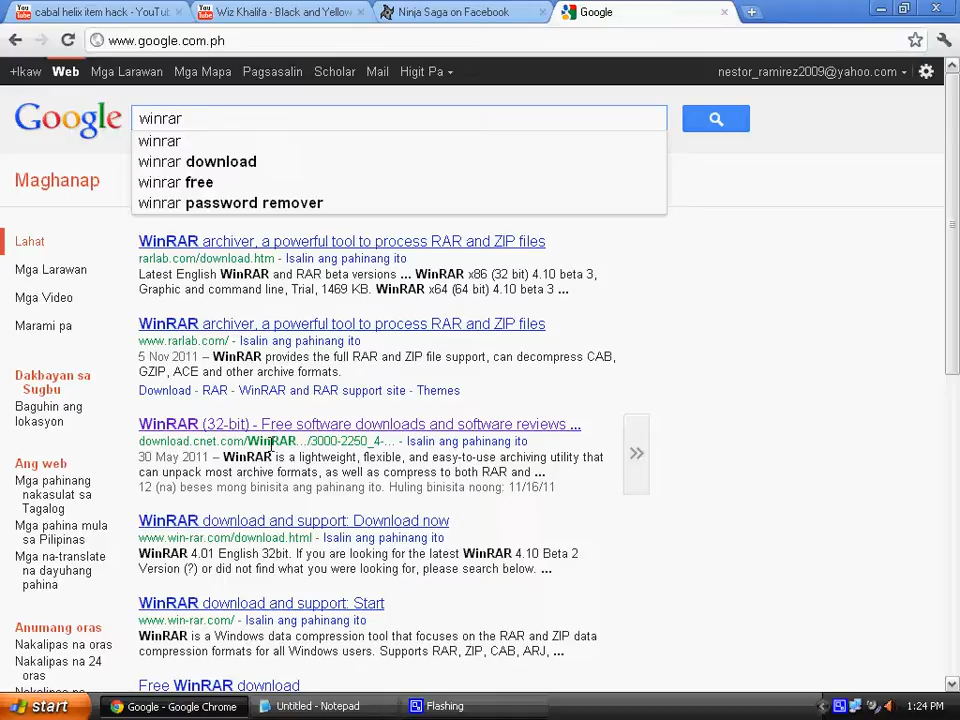 cabal helix item hack - YouTu
Wiz Khalifa - Black and Yellow
Ninja Saga on Facebook
Google
www.google.com.ph
+Ikaw Web Mga Larawan Mga Mapa Pagsasalin Scholar Mail Higit Pa
nestor_ramirez2009@yahoo.com
Google
winrar
winrar
winrar download
winrar free
winrar password remover
Maghanap
Lahat
Mga Larawan
Mga Video
Marami pa
Dakbayan sa
Sugbu
Baguhin ang
lokasyon
Ang web
Mga pahinang
nakasulat sa
Tagalog
Mga pahina mula
sa Pilipinas
Mga na-translate
na dayuhang
pahina
Anumang oras
Nakalipas na oras
Nakalipas na 24
oras
Nakalipas na
WinRAR archiver, a powerful tool to process RAR and ZIP files
rarlab.com/download.htm - Isalin ang pahinang ito
Latest English WinRAR and RAR beta versions ... WinRAR x86 (32 bit) 4.10 beta 3,
Graphic and command line, Trial, 1469 KB. WinRAR x64 (64 bit) 4.10 beta 3 ...
WinRAR archiver, a powerful tool to process RAR and ZIP files
www.rarlab.com/ - Isalin ang pahinang ito
5 Nov 2011 – WinRAR provides the full RAR and ZIP file support, can decompress CAB,
GZIP, ACE and other archive formats.
Download - RAR - WinRAR and RAR support site - Themes
WinRAR (32-bit) - Free software downloads and software reviews ...
download.cnet.com/WinRAR.../3000-2250_4-... - Isalin ang pahinang ito
30 May 2011 – WinRAR is a lightweight, flexible, and easy-to-use archiving utility that
can unpack most archive formats, as well as compress to both RAR and ...
12 (na) beses mong binisita ang pahinang ito. Huling binisita noong: 11/16/11
WinRAR download and support: Download now
www.win-rar.com/download.html - Isalin ang pahinang ito
WinRAR 4.01 English 32bit. If you are looking for the latest WinRAR 4.10 Beta 2
Version (?) or did not find what you were looking for, please search below. ...
WinRAR download and support: Start
www.win-rar.com/ - Isalin ang pahinang ito
WinRAR is a Windows data compression tool that focuses on the RAR and ZIP data
compression formats for all Windows users. Supports RAR, ZIP, CAB, ARJ, ...
Free WinRAR download
start
Google - Google Chrome
Untitled - Notepad
Flashing
1:24 PM